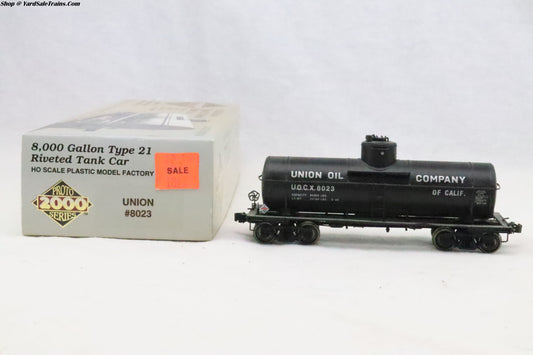 Shop @ YardSaleTrains.Com
8,000 Gallon Type 21
Riveted Tank Car
HO SCALE PLASTIC MODEL FACTORY
SALE
PROTO
2000
SERIES
UNION
#8023
UNION OIL COMPANY
U.O.C.X. 8023 OF CALIF.